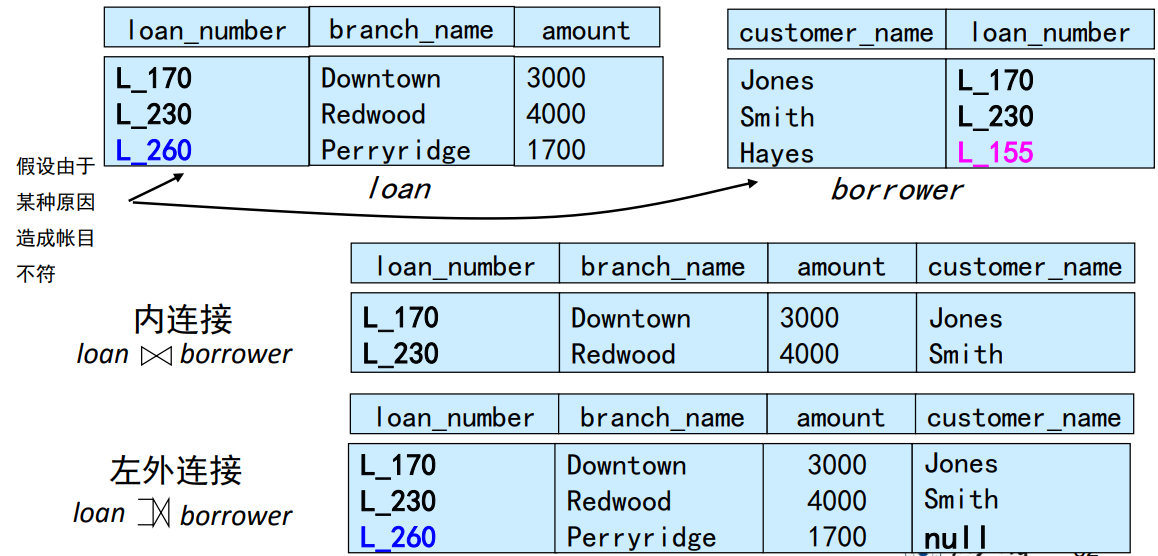 loan_number branch_name amount
L_170 Downtown 3000
L_230 Redwood 4000
L_260 Perryridge 1700
loan
customer_name loan_number
Jones L_170
Smith L_230
Hayes L_155
borrower
假设由于
某种原因
造成帐目
不符
内连接
loan ⋈ borrower
loan_number branch_name amount customer_name
L_170 Downtown 3000 Jones
L_230 Redwood 4000 Smith
左外连接
loan ⟕ borrower
loan_number branch_name amount customer_name
L_170 Downtown 3000 Jones
L_230 Redwood 4000 Smith
L_260 Perryridge 1700 null